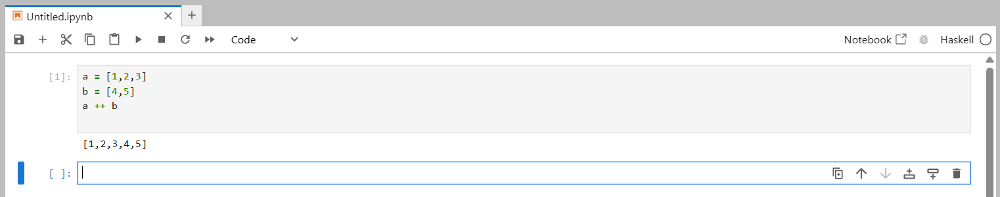 Untitled.ipynb
Code
Notebook
Haskell
[1]:
a = [1,2,3]
b = [4,5]
a ++ b
[1,2,3,4,5]
[ ]: